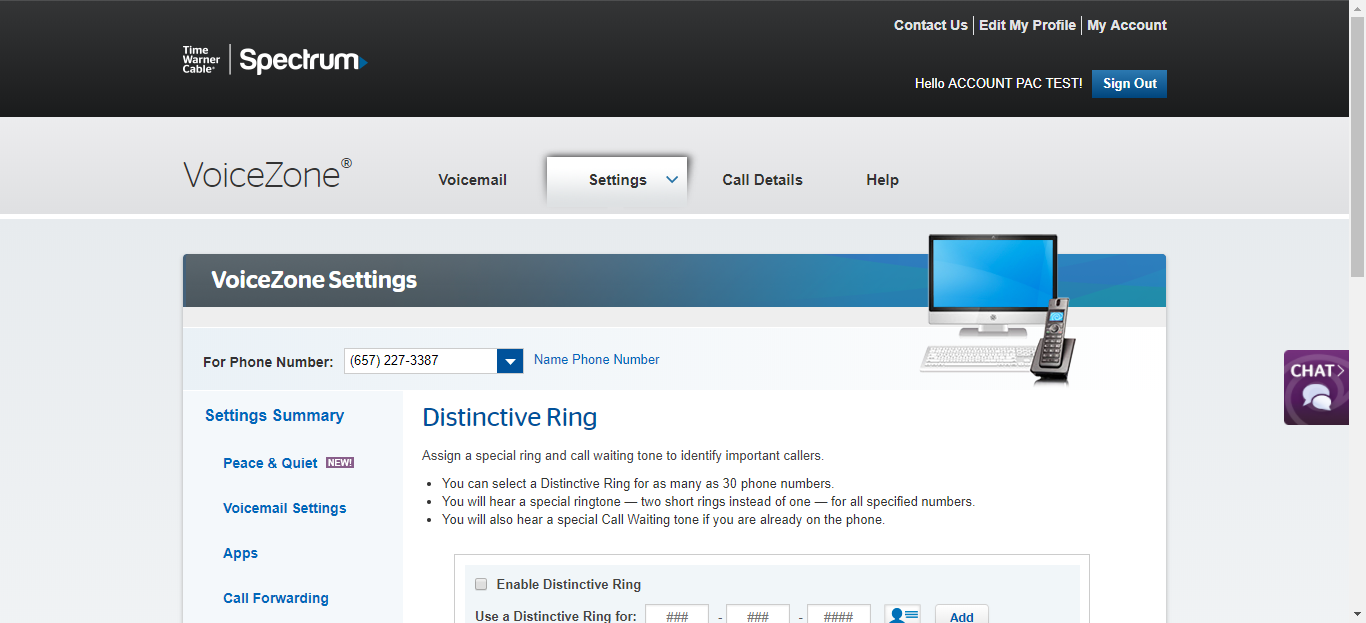 Contact Us | Edit My Profile | My Account
Time
Warner
Cable
Spectrum
Hello ACCOUNT PAC TEST! Sign Out
VoiceZone®
Voicemail Settings Call Details Help
VoiceZone Settings
For Phone Number: (657) 227-3387 Name Phone Number
CHAT>
Settings Summary
Peace & Quiet NEW!
Voicemail Settings
Apps
Call Forwarding
Distinctive Ring
Assign a special ring and call waiting tone to identify important callers.
• You can select a Distinctive Ring for as many as 30 phone numbers.
• You will hear a special ringtone — two short rings instead of one — for all specified numbers.
• You will also hear a special Call Waiting tone if you are already on the phone.
Enable Distinctive Ring
Use a Distinctive Ring for: ### - ### - #### Add